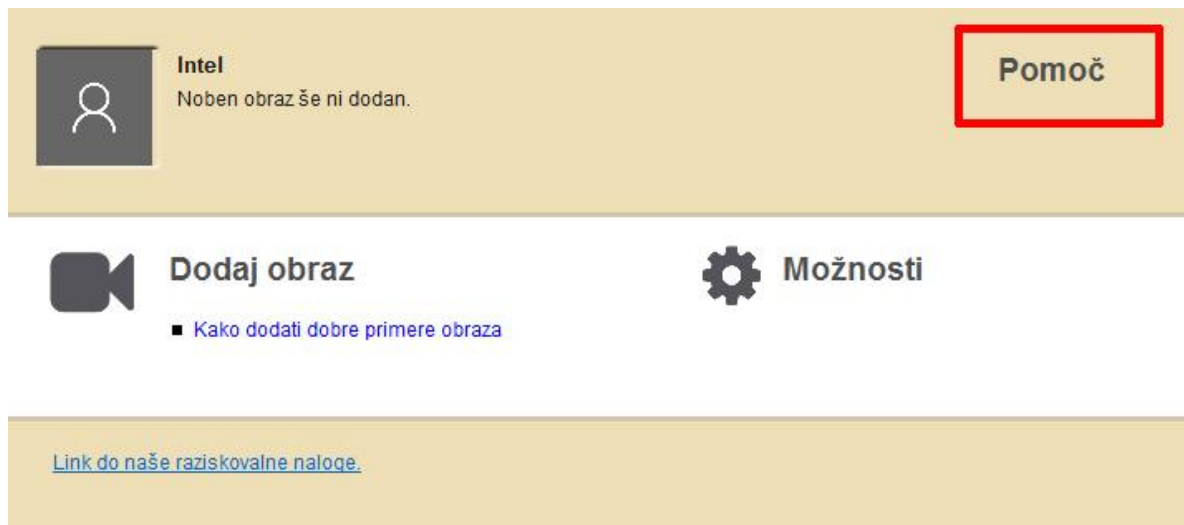 Intel
Noben obraz še ni dodan.
Pomoč
Dodaj obraz
Možnosti
Kako dodati dobre primere obraza
Link do naše raziskovalne naloge.